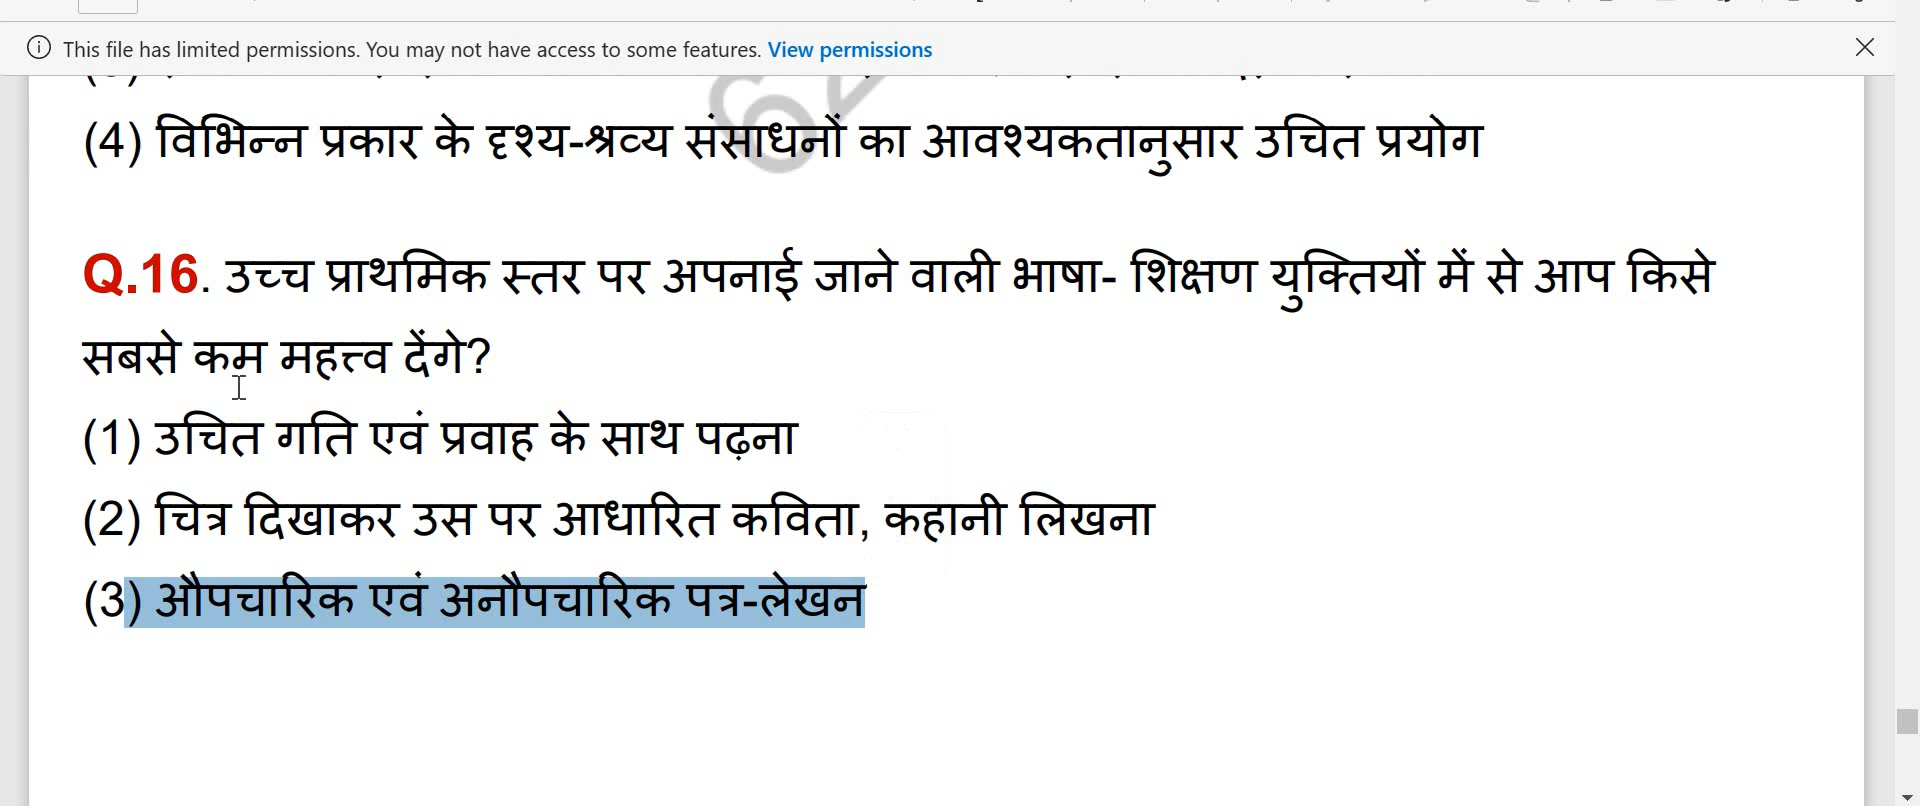 This file has limited permissions. You may not have access to some features. View permissions
(4) विभिन्न प्रकार के दृश्य-श्रव्य संसाधनों का आवश्यकतानुसार उचित प्रयोग
Q.16. उच्च प्राथमिक स्तर पर अपनाई जाने वाली भाषा- शिक्षण युक्तियों में से आप किसे
सबसे कम महत्त्व देंगे?
(1) उचित गति एवं प्रवाह के साथ पढ़ना
(2) चित्र दिखाकर उस पर आधारित कविता, कहानी लिखना
(3) औपचारिक एवं अनौपचारिक पत्र-लेखन